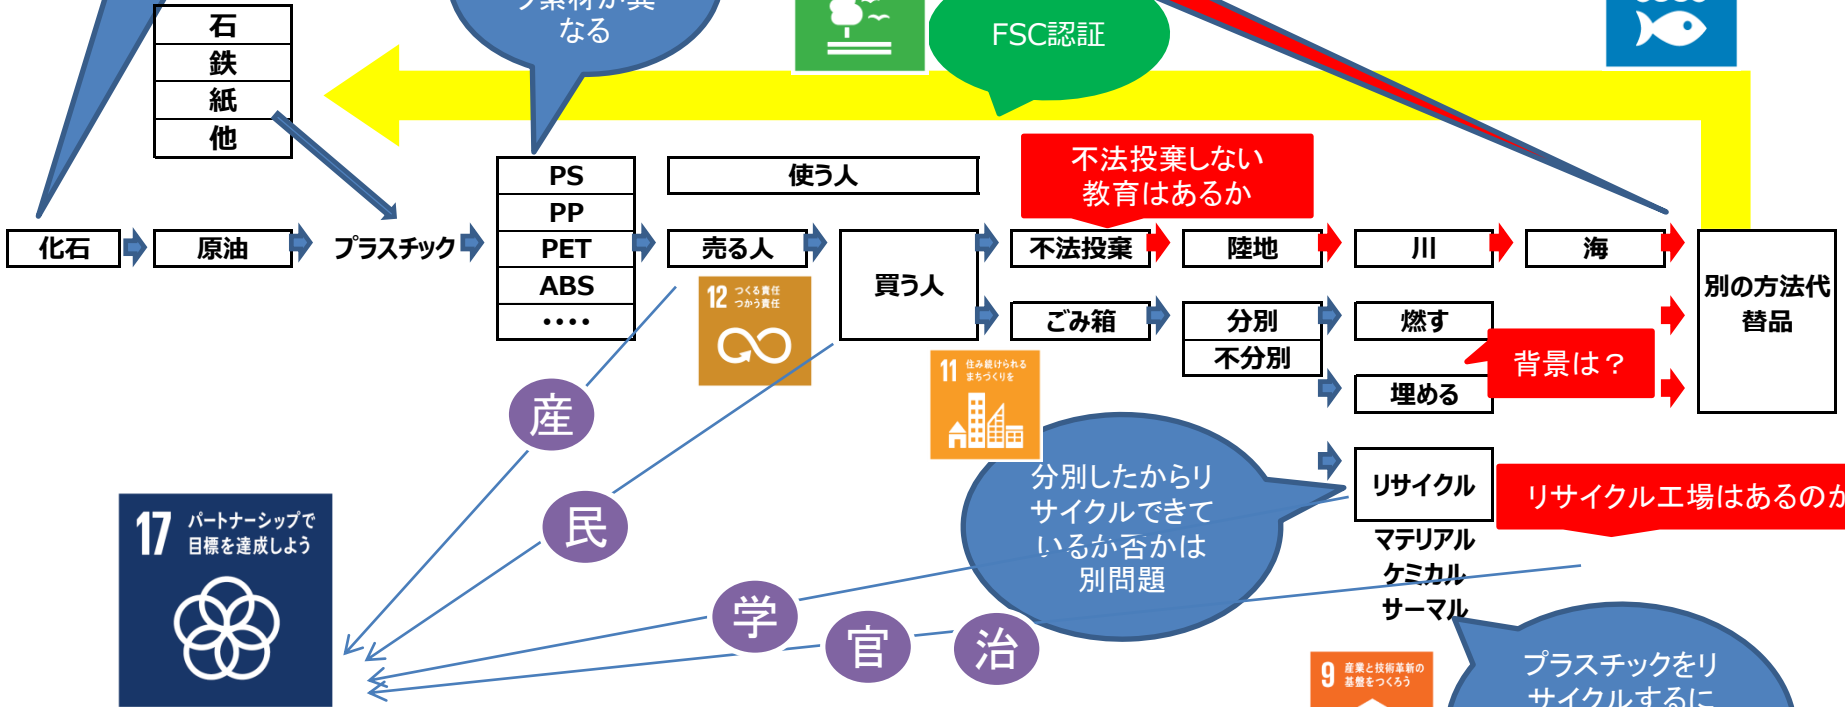 石
鉄
紙
他
なる
FSC認証
不法投棄しない
教育はあるか
PS
PP
PET
ABS
････
使う人
化石
原油
プラスチック
売る人
買う人
不法投棄
陸地
川
海
別の方法代
替品
12 つくる責任
つかう責任
ごみ箱
分別
不分別
燃す
背景は？
埋める
11 住み続けられる
まちづくりを
産
分別したからリ
サイクルできて
いるか否かは
別問題
リサイクル
リサイクル工場はあるのか
マテリアル
ケミカル
サーマル
17 パートナーシップで
目標を達成しよう
民
学
官
治
9 産業と技術革新の
基盤をつくろう
プラスチックをリ
サイクルするに